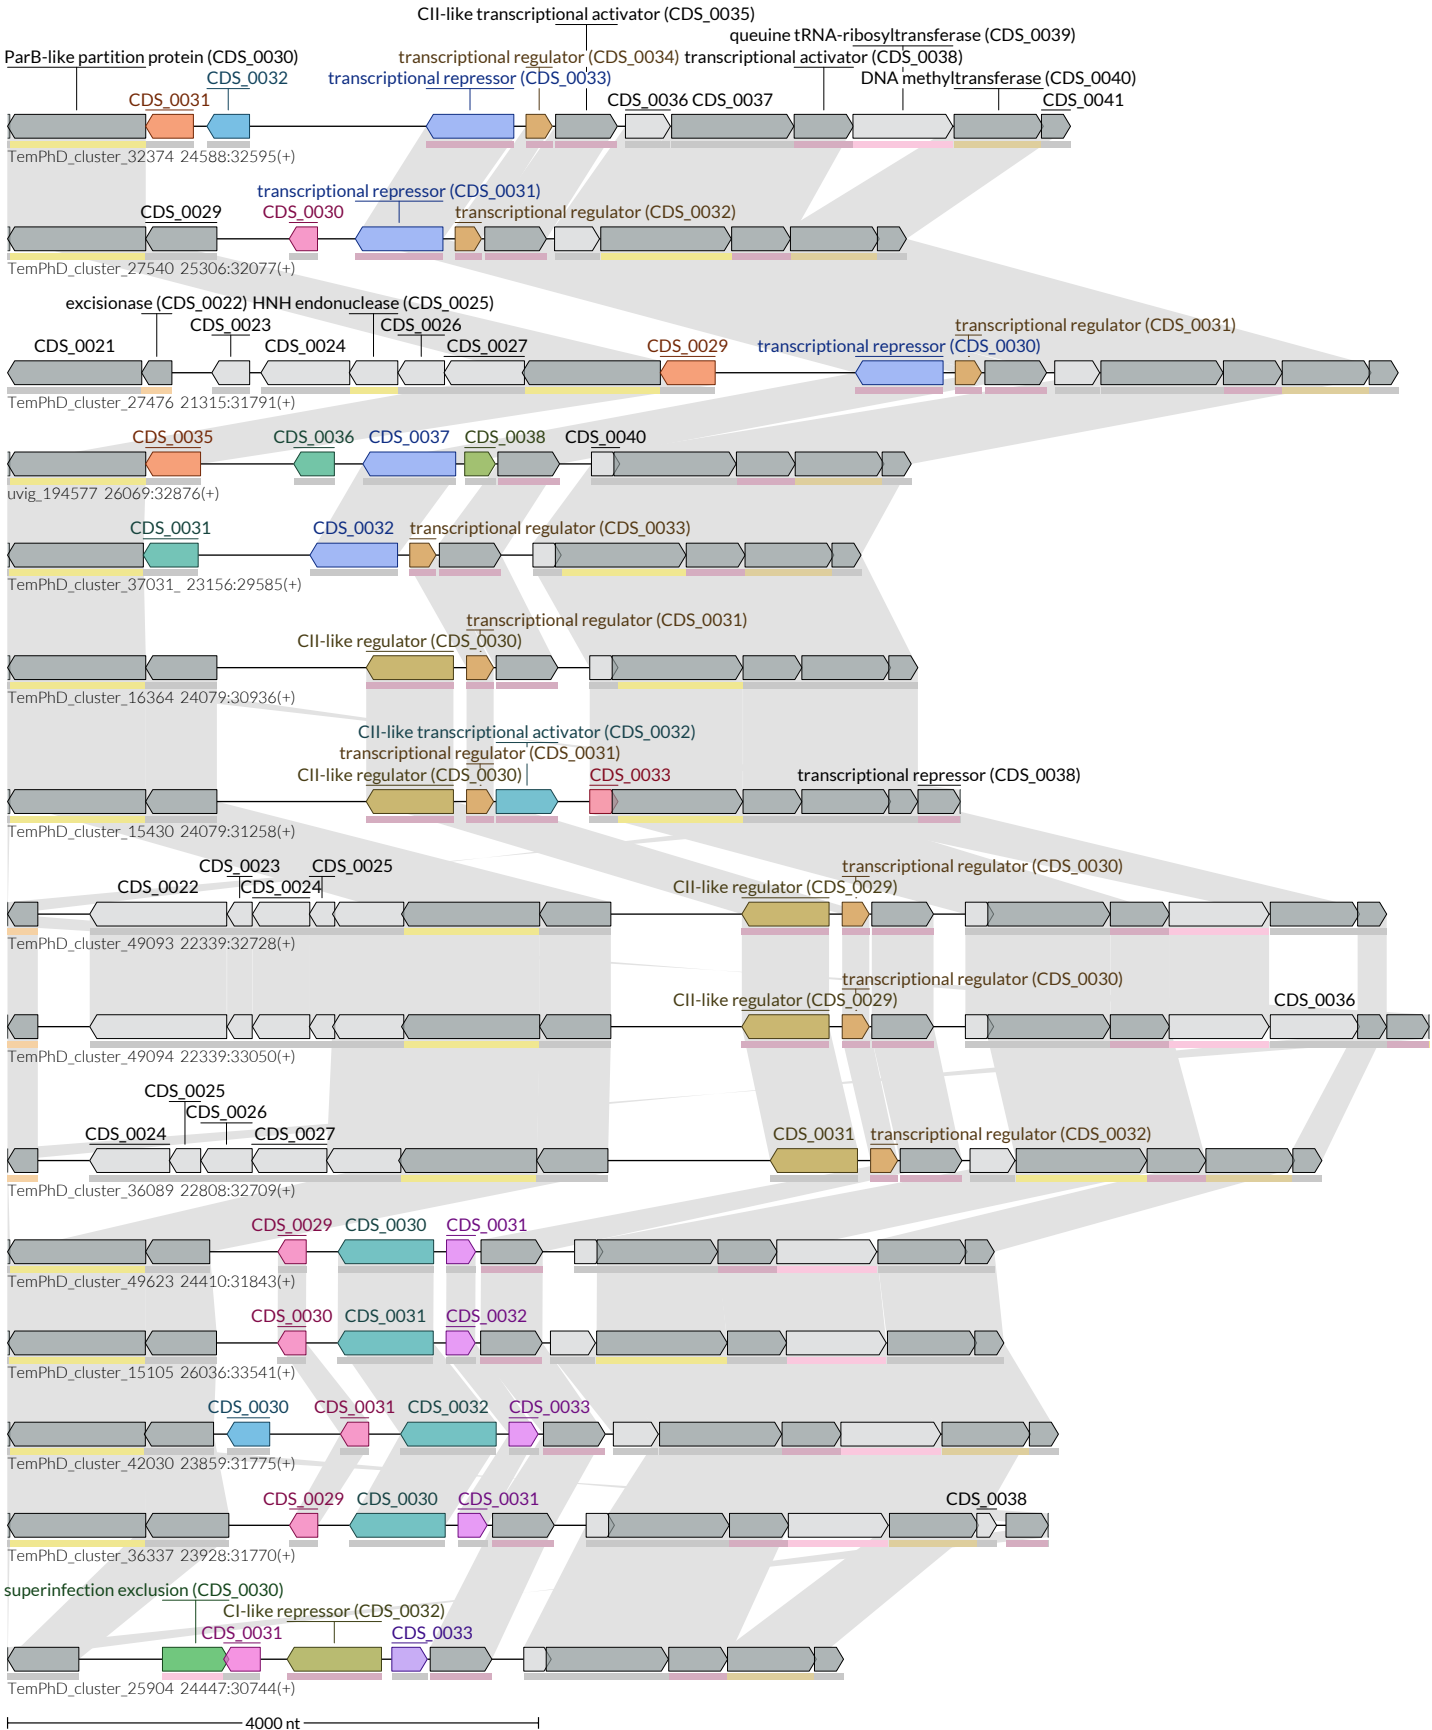 CII-like transcriptional activator (CDS_0035)
queuine tRNA-ribosyltransferase (CDS_0039)
ParB-like partition protein (CDS_0030) transcriptional regulator (CDS_0034) transcriptional activator (CDS_0038)
CDS_0032 transcriptional repressor (CDS_0033) DNA methyltransferase (CDS_0040)
CDS_0031 CDS_0036 CDS_0037 CDS_0041
TemPhD_cluster_32374 24588:32595(+)
transcriptional repressor (CDS_0031)
CDS_0029 CDS_0030 transcriptional regulator (CDS_0032)
TemPhD_cluster_27540 25306:32077(+)
excisionase (CDS_0022) HNH endonuclease (CDS_0025)
CDS_0023 CDS_0026 transcriptional regulator (CDS_0031)
CDS_0021 CDS_0024 CDS_0027 CDS_0029 transcriptional repressor (CDS_0030)
TemPhD_cluster_27476 21315:31791(+)
CDS_0035 CDS_0036 CDS_0037 CDS_0038 CDS_0040
uvig_194577 26069:32876(+)
CDS_0031 CDS_0032 transcriptional regulator (CDS_0033)
TemPhD_cluster_37031_ 23156:29585(+)
transcriptional regulator (CDS_0031)
CII-like regulator (CDS_0030)
TemPhD_cluster_16364 24079:30936(+)
CII-like transcriptional activator (CDS_0032)
transcriptional regulator (CDS_0031)
CII-like regulator (CDS_0030) CDS_0033 transcriptional repressor (CDS_0038)
TemPhD_cluster_15430 24079:31258(+)
CDS_0023 CDS_0025 transcriptional regulator (CDS_0030)
CDS_0022 CDS_0024 CII-like regulator (CDS_0029)
TemPhD_cluster_49093 22339:32728(+)
transcriptional regulator (CDS_0030)
CII-like regulator (CDS_0029) CDS_0036
TemPhD_cluster_49094 22339:33050(+)
CDS_0025
CDS_0026
CDS_0024 CDS_0027 CDS_0031 transcriptional regulator (CDS_0032)
TemPhD_cluster_36089 22808:32709(+)
CDS_0029 CDS_0030 CDS_0031
TemPhD_cluster_49623 24410:31843(+)
CDS_0030 CDS_0031 CDS_0032
TemPhD_cluster_15105 26036:33541(+)
CDS_0030 CDS_0031 CDS_0032 CDS_0033
TemPhD_cluster_42030 23859:31775(+)
CDS_0029 CDS_0030 CDS_0031 CDS_0038
TemPhD_cluster_36337 23928:31770(+)
superinfection exclusion (CDS_0030)
CI-like repressor (CDS_0032)
CDS_0031 CDS_0033
TemPhD_cluster_25904 24447:30744(+)
4000 nt